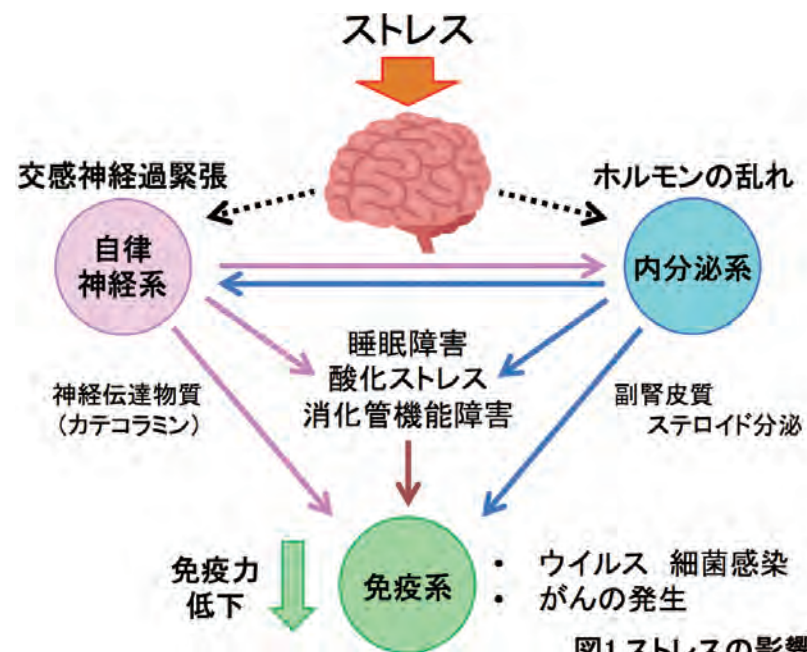 ストレス
交感神経過緊張
ホルモンの乱れ
自律
神経系
内分泌系
睡眠障害
酸化ストレス
消化管機能障害
神経伝達物質
(カテコラミン)
副腎皮質
ステロイド分泌
免疫力
低下
免疫系
・ ウイルス 細菌感染
・ がんの発生
図1 ストレスの影響